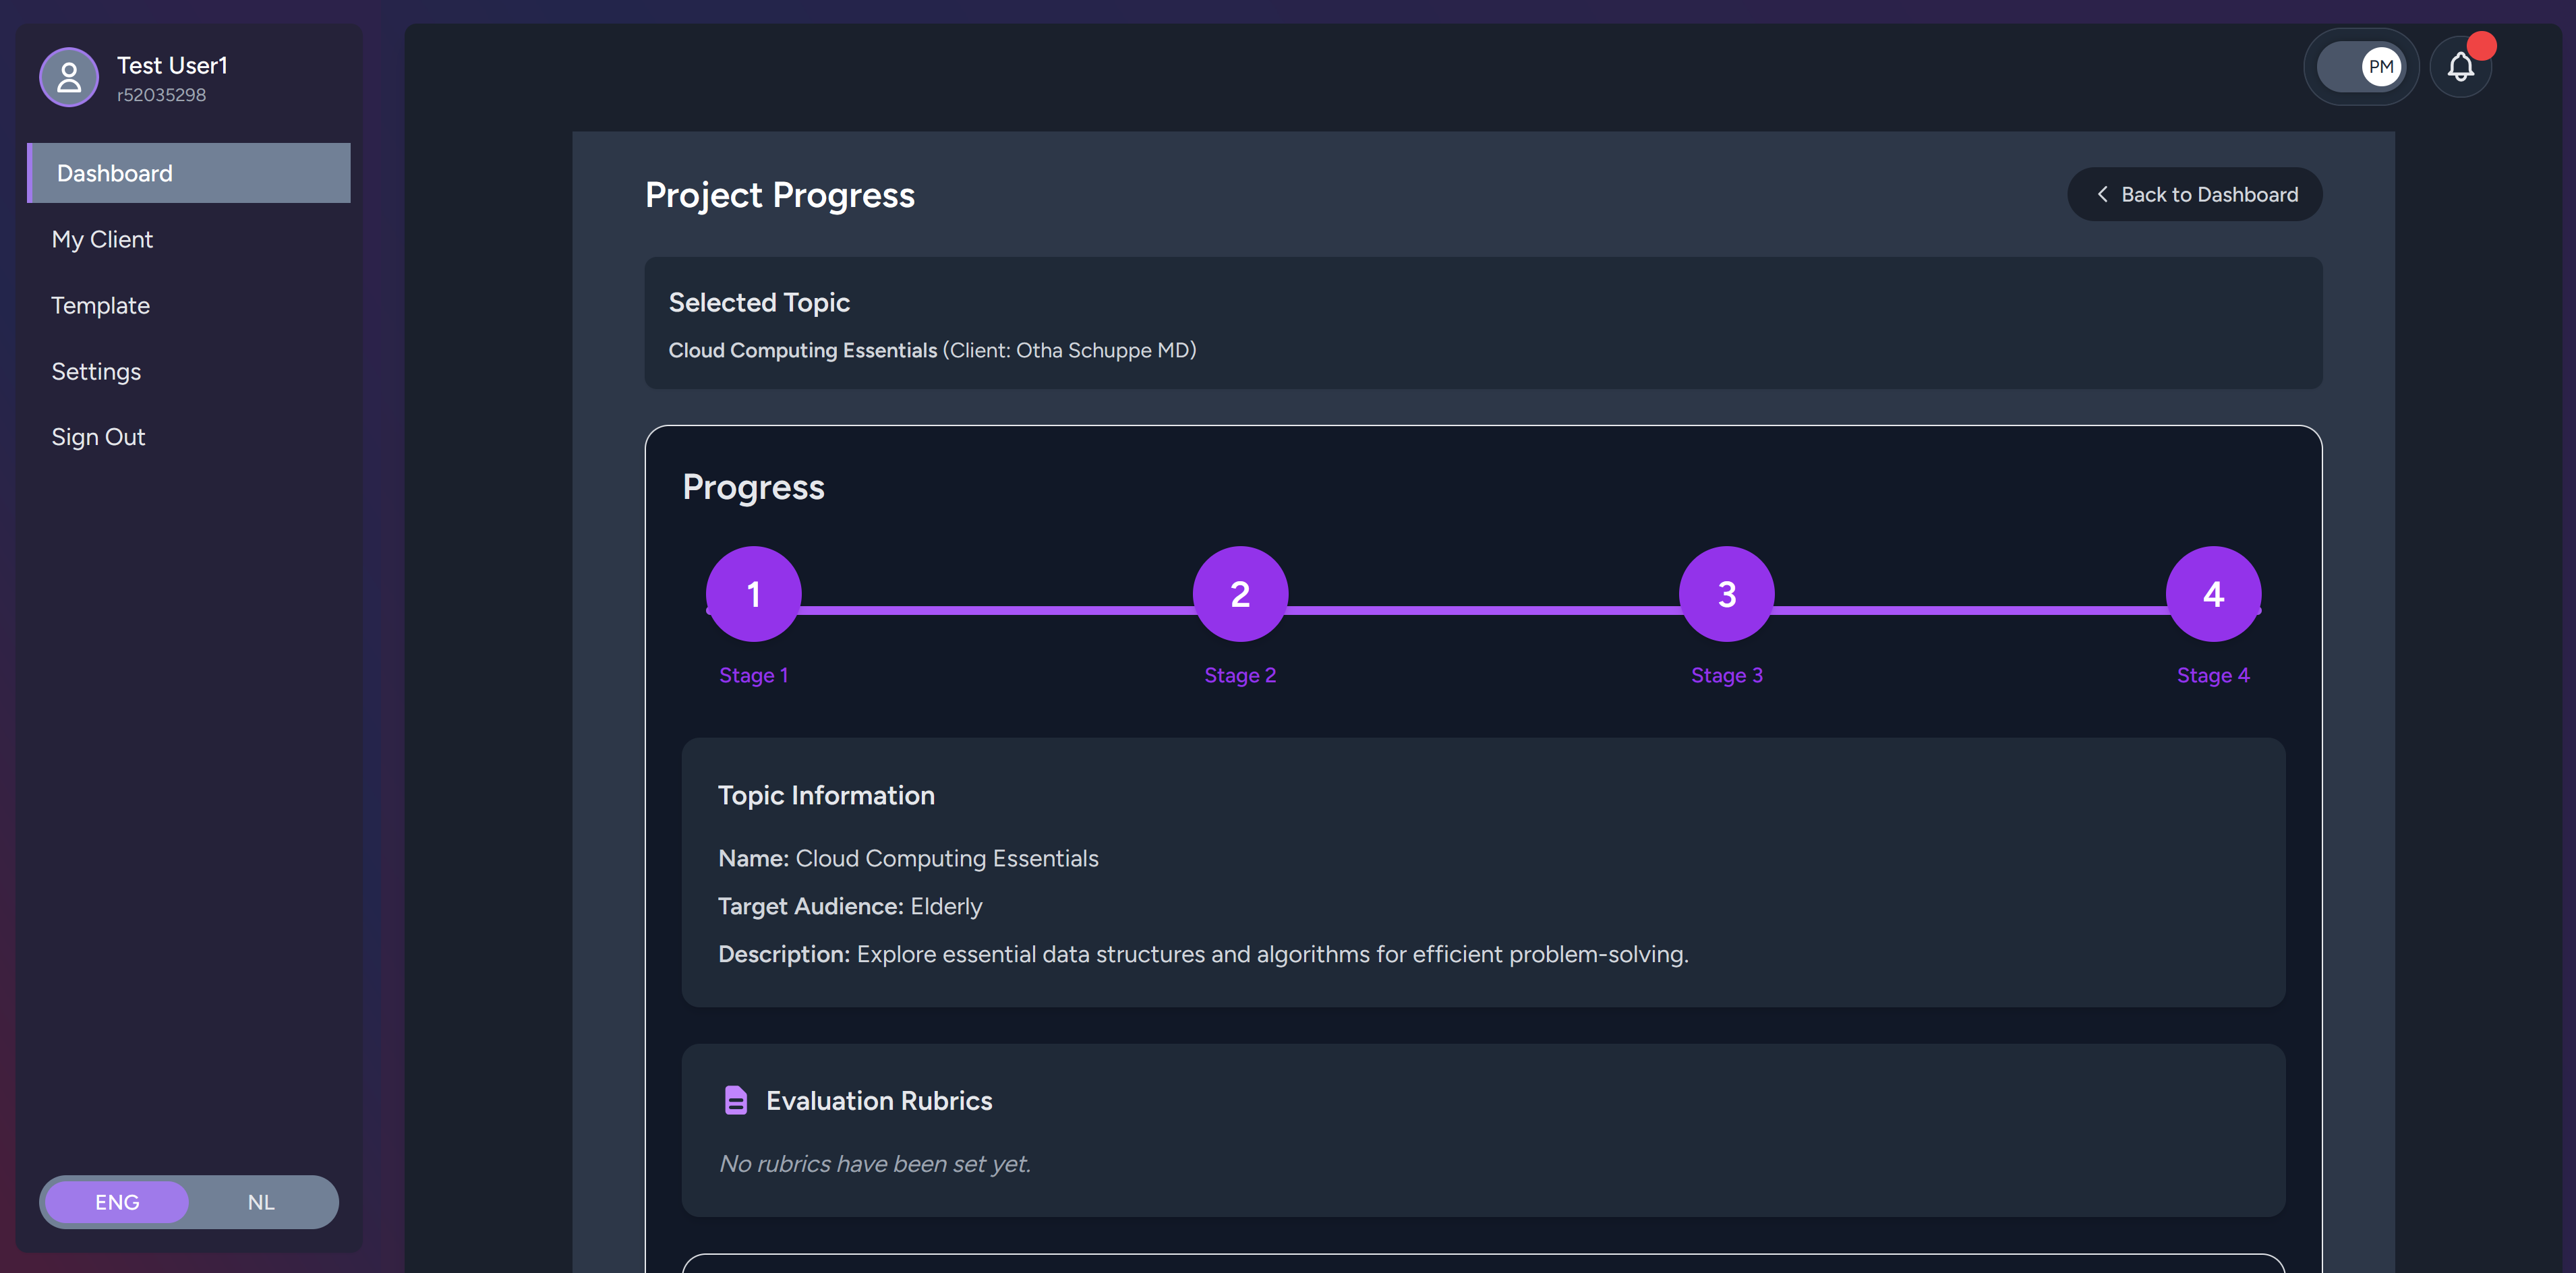 Test User1
r52035298
Dashboard
My Client
Template
Settings
Sign Out
ENG
NL
PM
Project Progress
Back to Dashboard
Selected Topic
Cloud Computing Essentials (Client: Otha Schuppe MD)
Progress
1
2
3
4
Stage 1
Stage 2
Stage 3
Stage 4
Topic Information
Name: Cloud Computing Essentials
Target Audience: Elderly
Description: Explore essential data structures and algorithms for efficient problem-solving.
Evaluation Rubrics
No rubrics have been set yet.